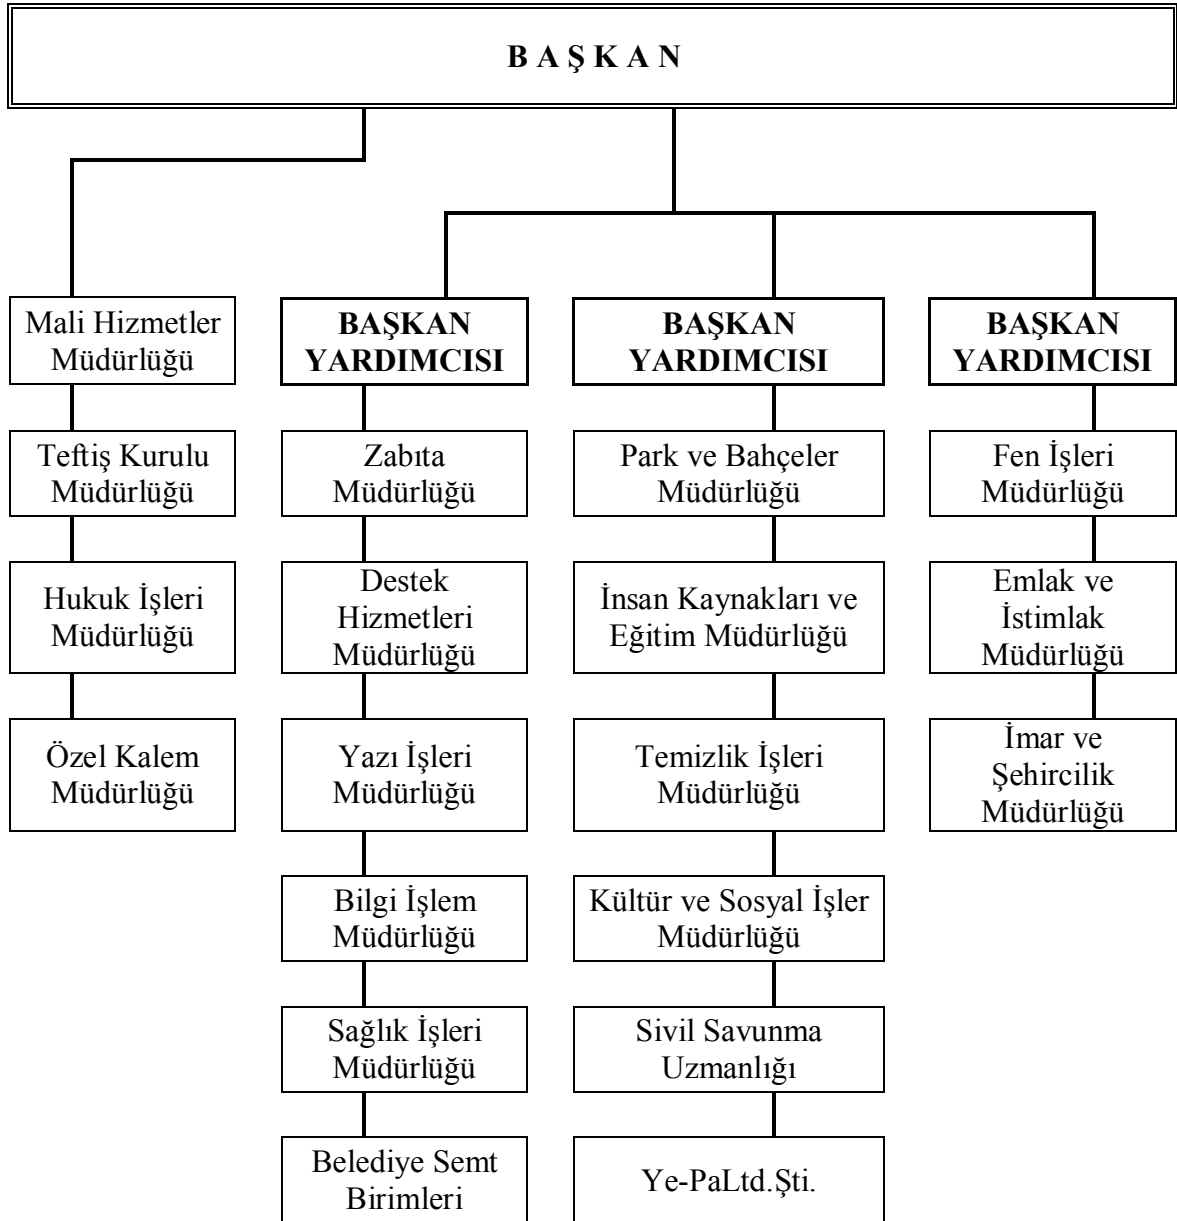 B A Ş K A N
Mali Hizmetler
Müdürlüğü
BAŞKAN
YARDIMCISI
BAŞKAN
YARDIMCISI
BAŞKAN
YARDIMCISI
Teftiş Kurulu
Müdürlüğü
Zabıta
Müdürlüğü
Park ve Bahçeler
Müdürlüğü
Fen İşleri
Müdürlüğü
Hukuk İşleri
Müdürlüğü
Destek
Hizmetleri
Müdürlüğü
İnsan Kaynakları ve
Eğitim Müdürlüğü
Emlak ve
İstimlak
Müdürlüğü
Özel Kalem
Müdürlüğü
Yazı İşleri
Müdürlüğü
Temizlik İşleri
Müdürlüğü
İmar ve
Şehircilik
Müdürlüğü
Bilgi İşlem
Müdürlüğü
Kültür ve Sosyal İşler
Müdürlüğü
Sağlık İşleri
Müdürlüğü
Sivil Savunma
Uzmanlığı
Belediye Semt
Birimleri
Ye-PaLtd.Şti.